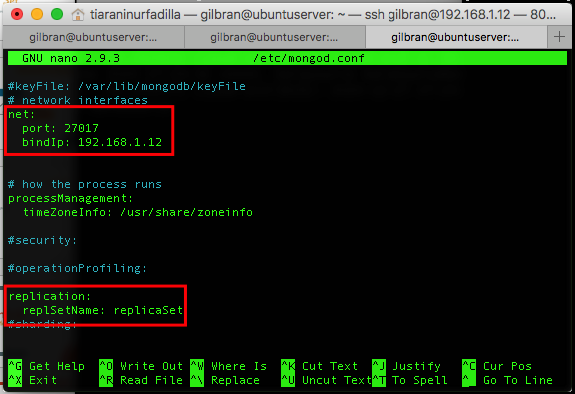 tiaraninurfadilla — gilbran@ubuntuserver: ~ — ssh gilbran@192.168.1.12 — 80...
gilbran@ubuntuserver:... gilbran@ubuntuserver:... gilbran@ubuntuserver:... +
GNU nano 2.9.3 /etc/mongod.conf
#keyFile: /var/lib/mongodb/keyFile
# network interfaces
net:
port: 27017
bindIp: 192.168.1.12
# how the process runs
processManagement:
timeZoneInfo: /usr/share/zoneinfo
#security:
#operationProfiling:
replication:
replSetName: replicaSet
#sharding:
^G Get Help ^O Write Out ^W Where Is ^K Cut Text ^J Justify ^C Cur Pos
^X Exit ^R Read File ^\ Replace ^U Uncut Text ^T To Spell ^_ Go To Line